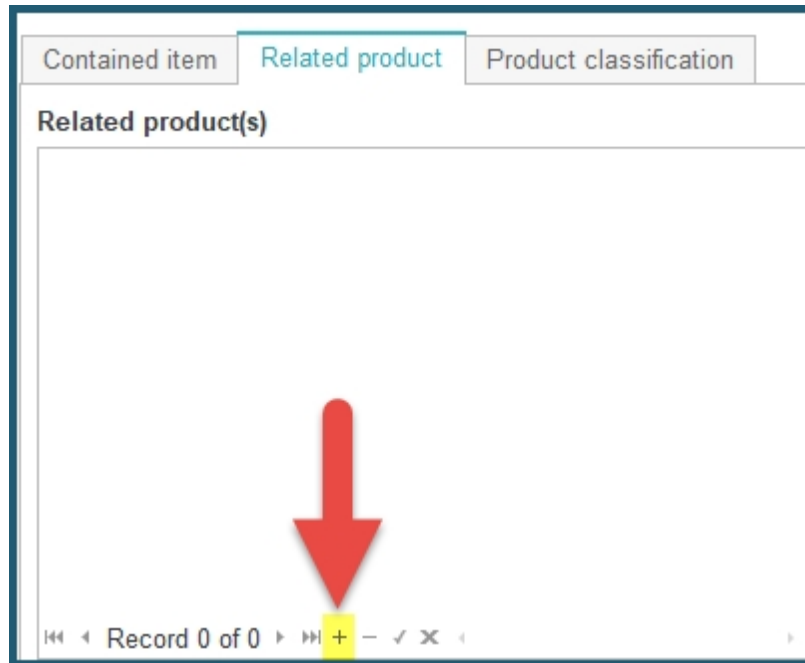 Contained item Related product Product classification
Related product(s)
Record 0 of 0